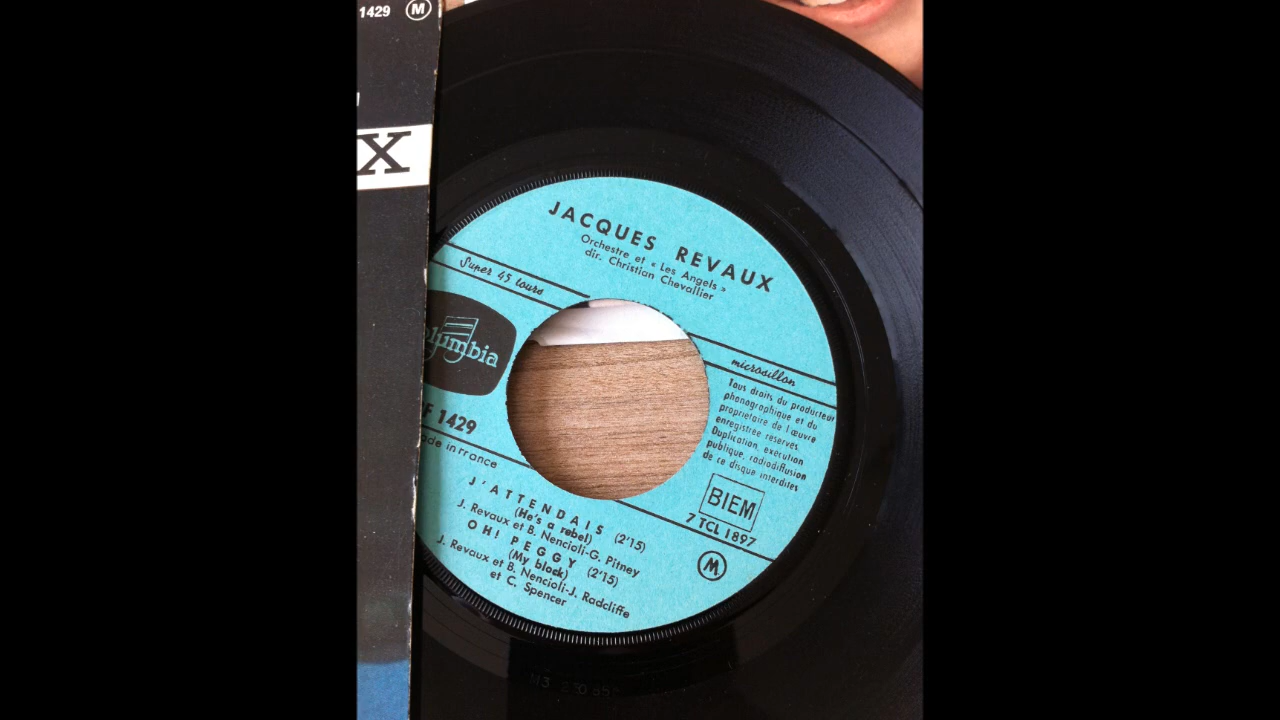 1429 M
X
JACQUES REVAUX
Orchestre et « Les Angels »
dir. Christian Chevallier
Super 45 tours
lumbia
microsillon
Tous droits du producteur
phonographique et du
propriétaire de l'œuvre
enregistrée réservés
Duplication, exécution
publique, radiodiffusion
de ce disque interdites
F 1429
ade in France
BIEM
7 TCL 1897
M
J'ATTENDAIS (2'15)
(He's a rebel)
J. Revaux et B. Nencioli-G. Pitney
OH! PEGGY (2'15)
(My block)
J. Revaux et B. Nencioli-J. Radcliffe
et C. Spencer